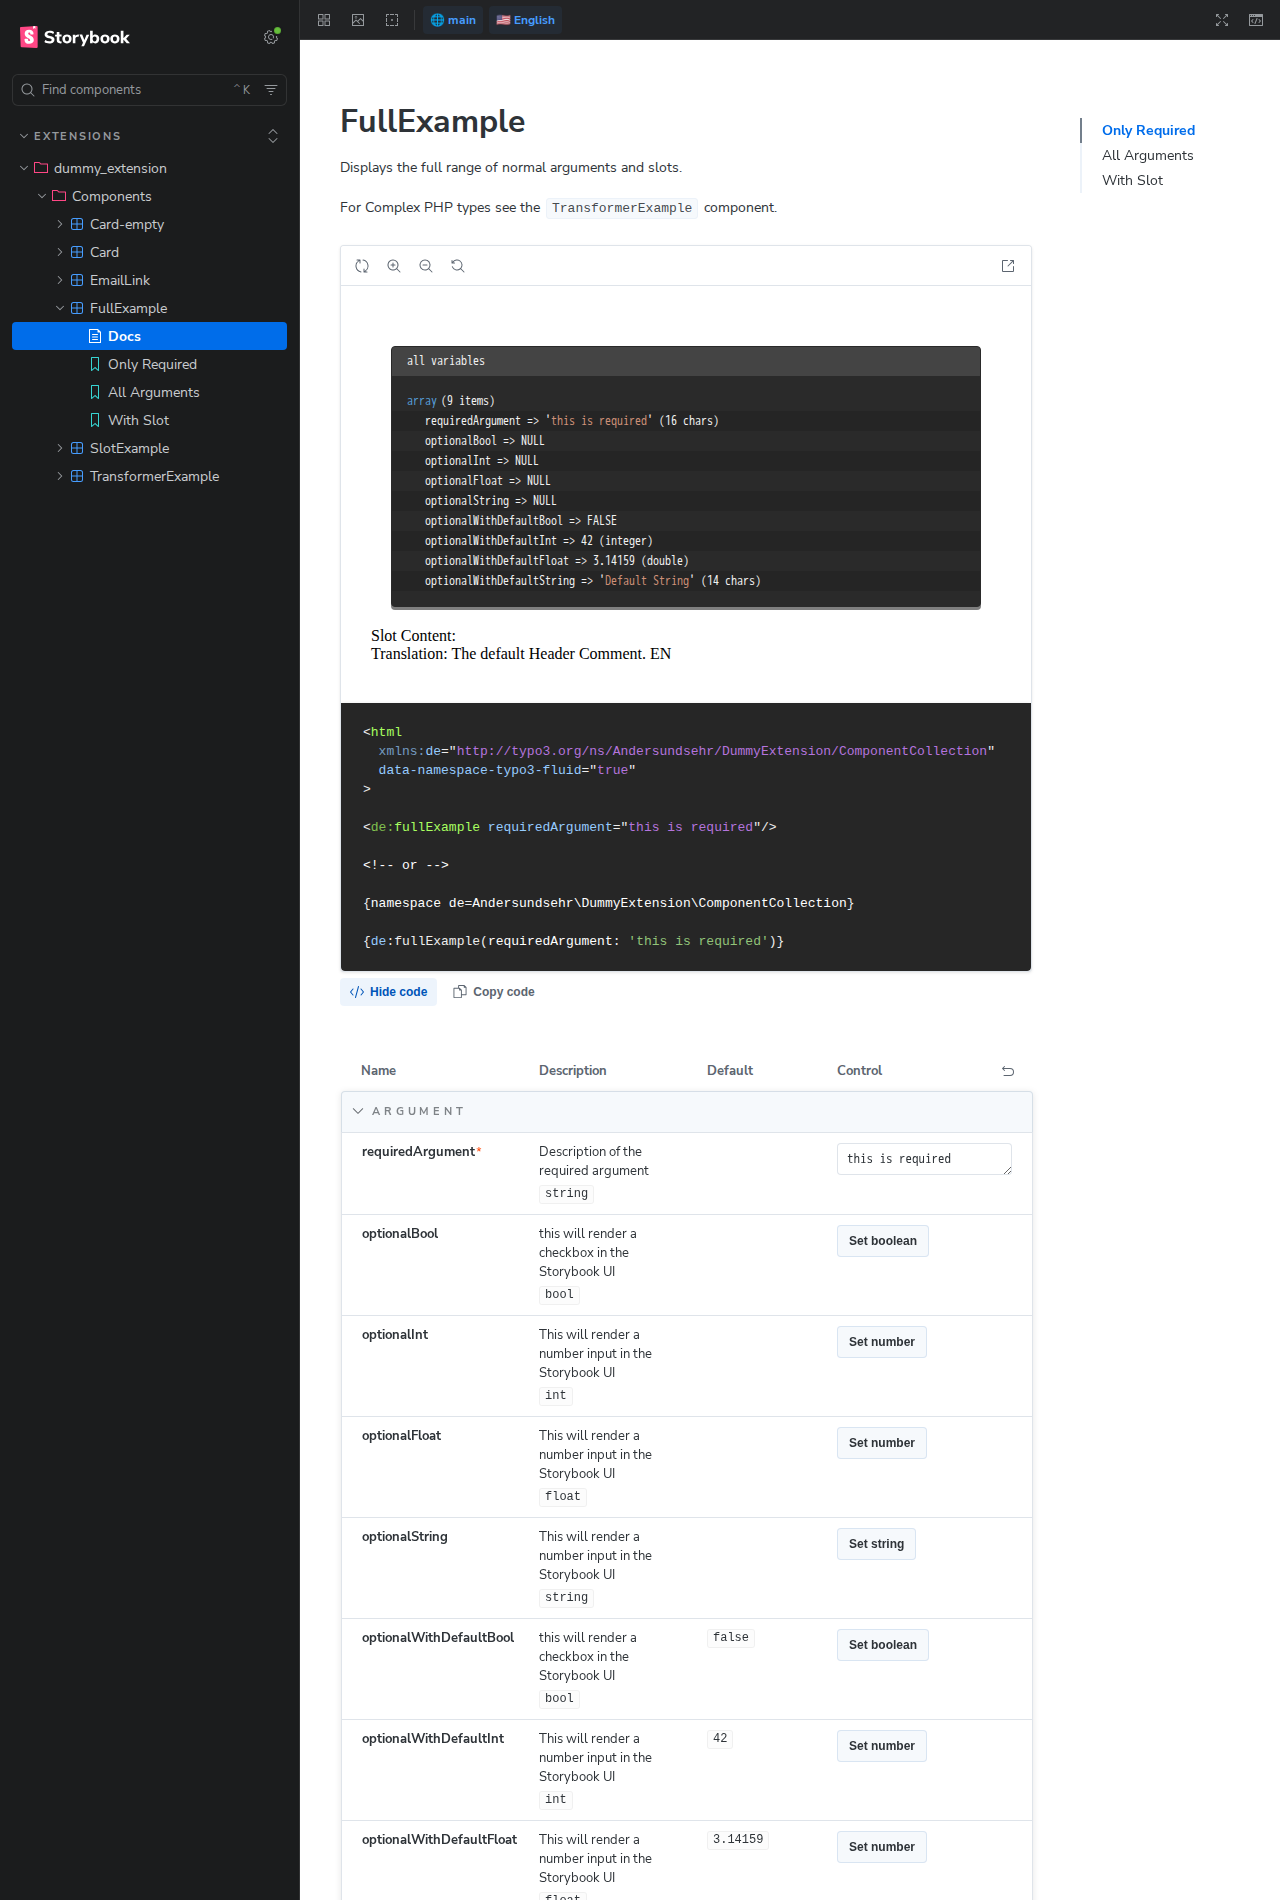 Storybook
Find components
^ K
EXTENSIONS
dummy_extension
Components
Card-empty
Card
EmailLink
FullExample
Docs
Only Required
All Arguments
With Slot
SlotExample
TransformerExample
🌐 main
🇺🇸 English
FullExample
Displays the full range of normal arguments and slots.
For Complex PHP types see the TransformerExample component.
Only Required
All Arguments
With Slot
all variables
array (9 items)
requiredArgument => 'this is required' (16 chars)
optionalBool => NULL
optionalInt => NULL
optionalFloat => NULL
optionalString => NULL
optionalWithDefaultBool => FALSE
optionalWithDefaultInt => 42 (integer)
optionalWithDefaultFloat => 3.14159 (double)
optionalWithDefaultString => 'Default String' (14 chars)
Slot Content:
Translation: The default Header Comment. EN
<html
xmlns:de="http://typo3.org/ns/Andersundsehr/DummyExtension/ComponentCollection"
data-namespace-typo3-fluid="true"
>
<de:fullExample requiredArgument="this is required"/>
<!-- or -->
{namespace de=Andersundsehr\DummyExtension\ComponentCollection}
{de:fullExample(requiredArgument: 'this is required')}
Hide code
Copy code
Name Description Default Control
ARGUMENT
requiredArgument*
Description of the
required argument
string
this is required
optionalBool
this will render a
checkbox in the
Storybook UI
bool
Set boolean
optionalInt
This will render a
number input in the
Storybook UI
int
Set number
optionalFloat
This will render a
number input in the
Storybook UI
float
Set number
optionalString
This will render a
number input in the
Storybook UI
string
Set string
optionalWithDefaultBool
this will render a
checkbox in the
Storybook UI
bool
false
Set boolean
optionalWithDefaultInt
This will render a
number input in the
Storybook UI
int
42
Set number
optionalWithDefaultFloat
This will render a
number input in the
Storybook UI
float
3.14159
Set number